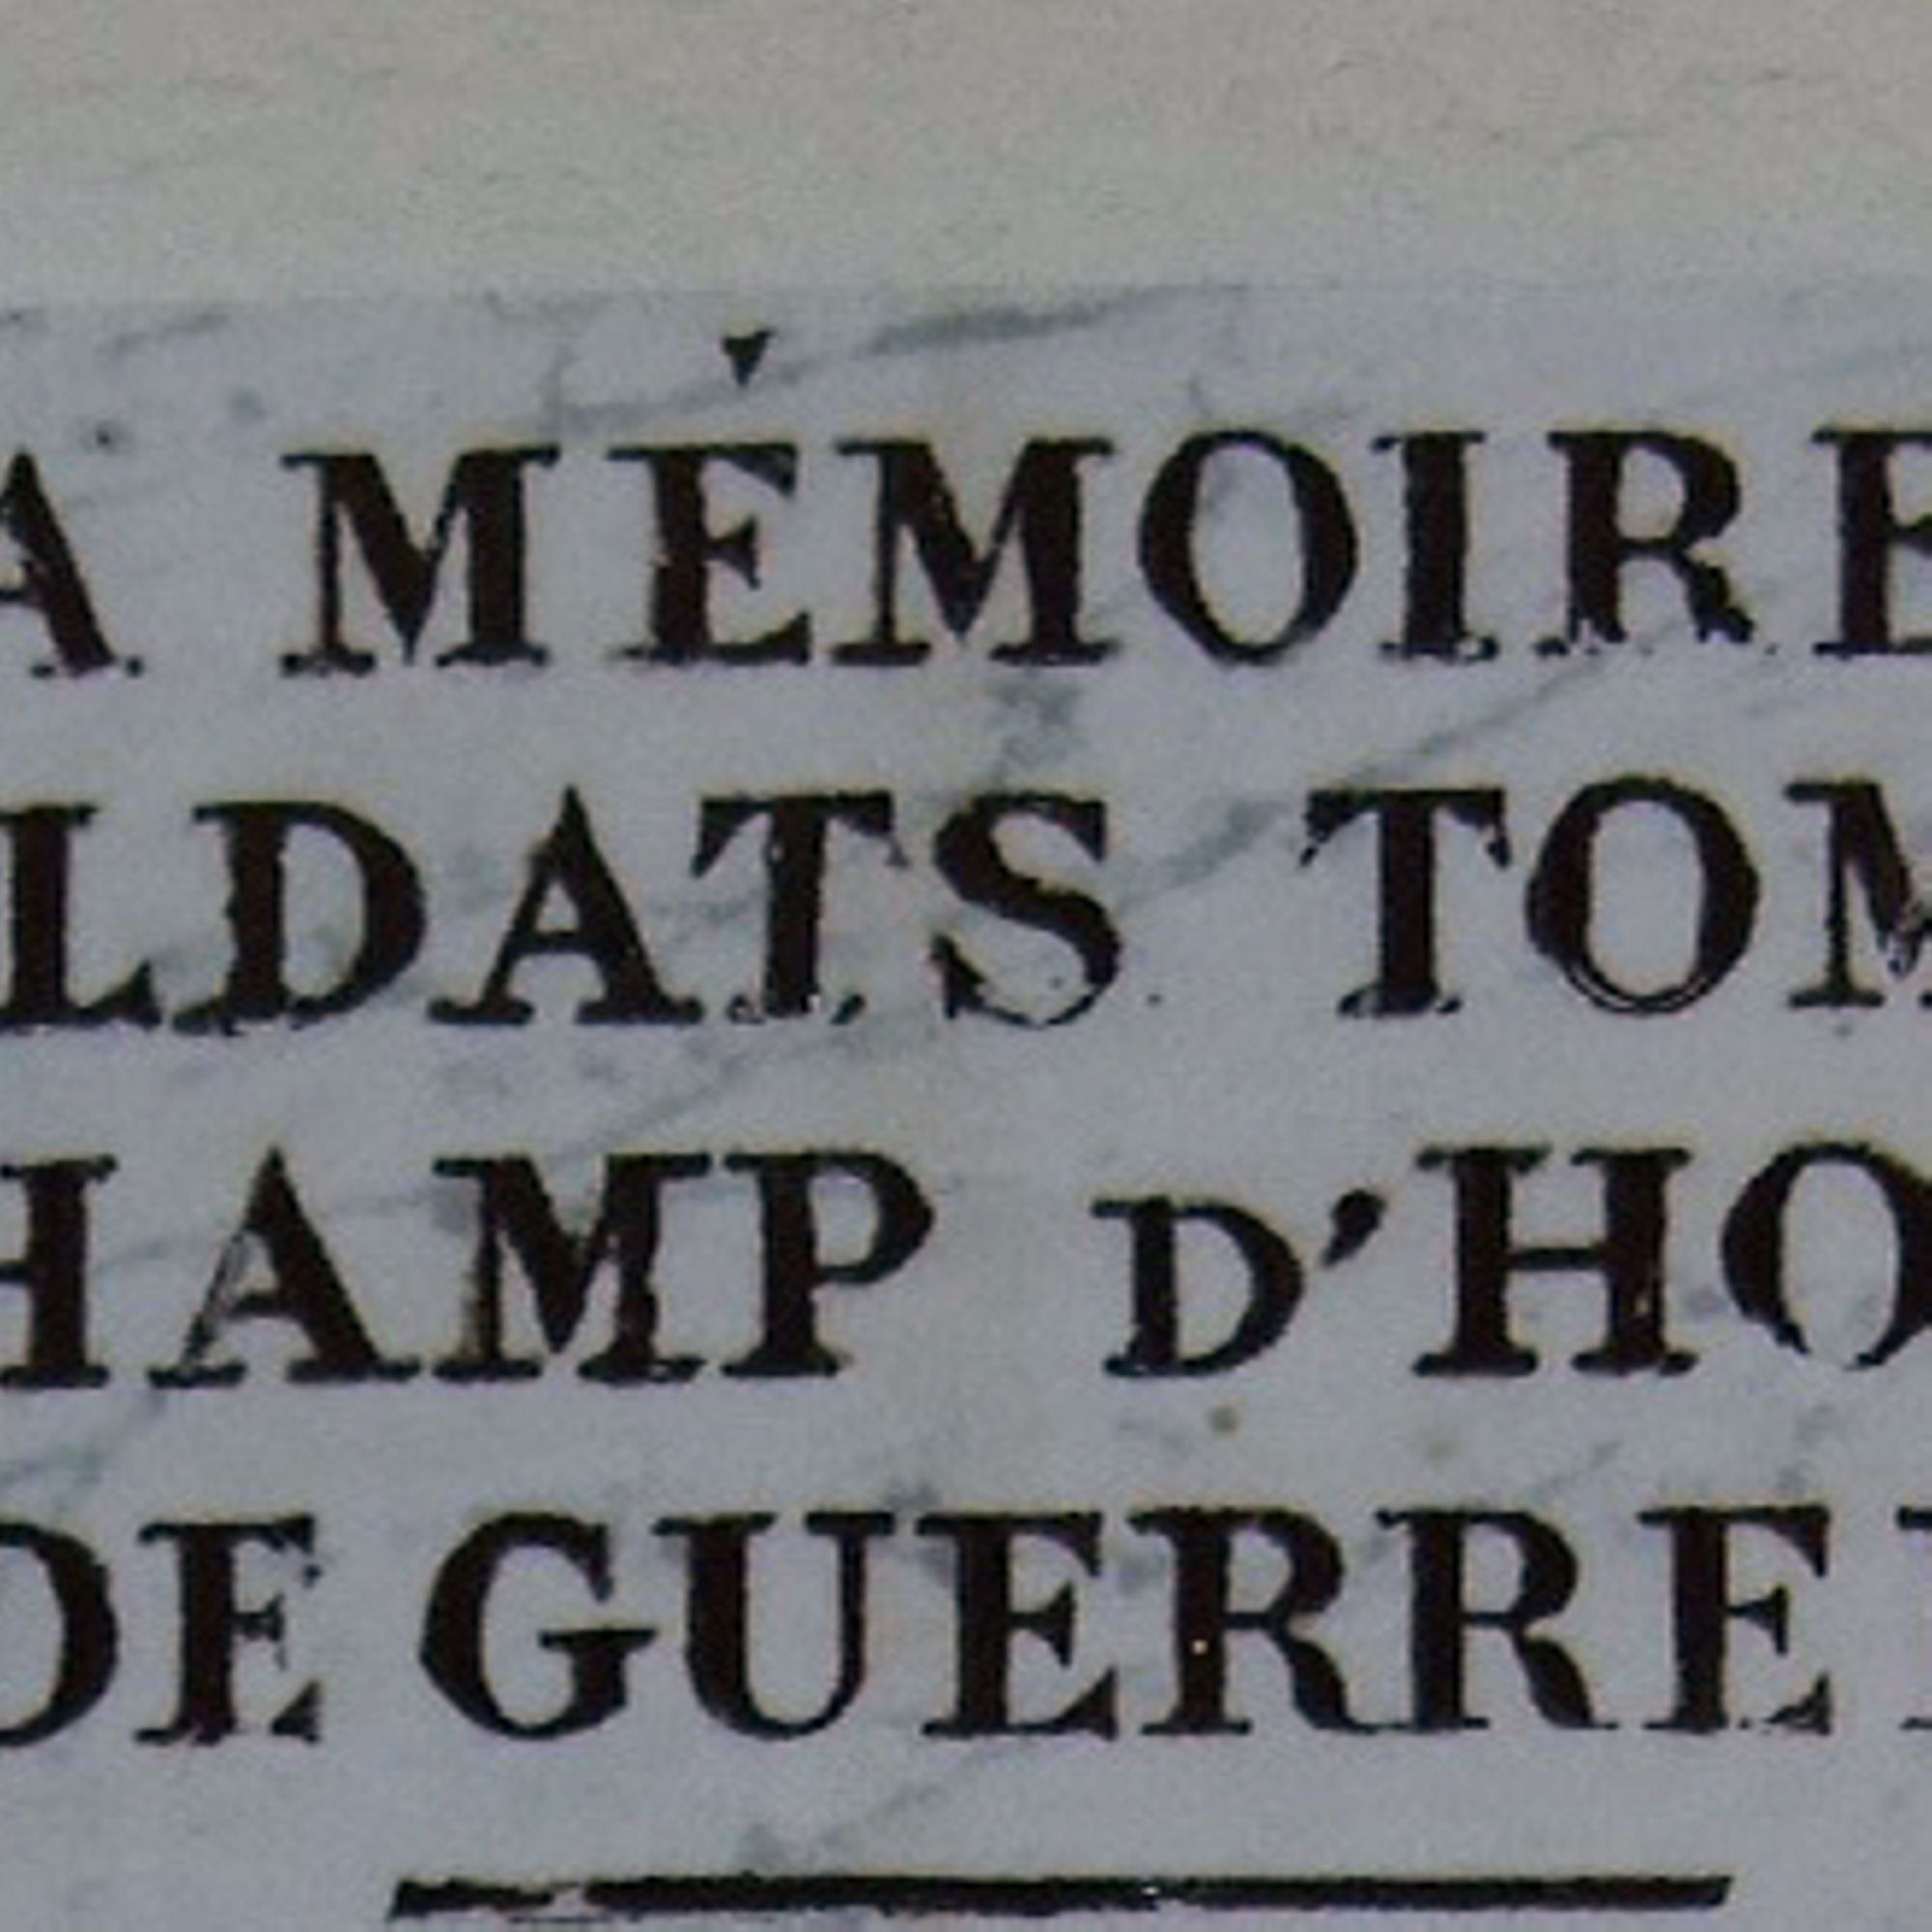 A MÉMOIRE
LDATS TOM
HAMP D'HO
DE GUERRE